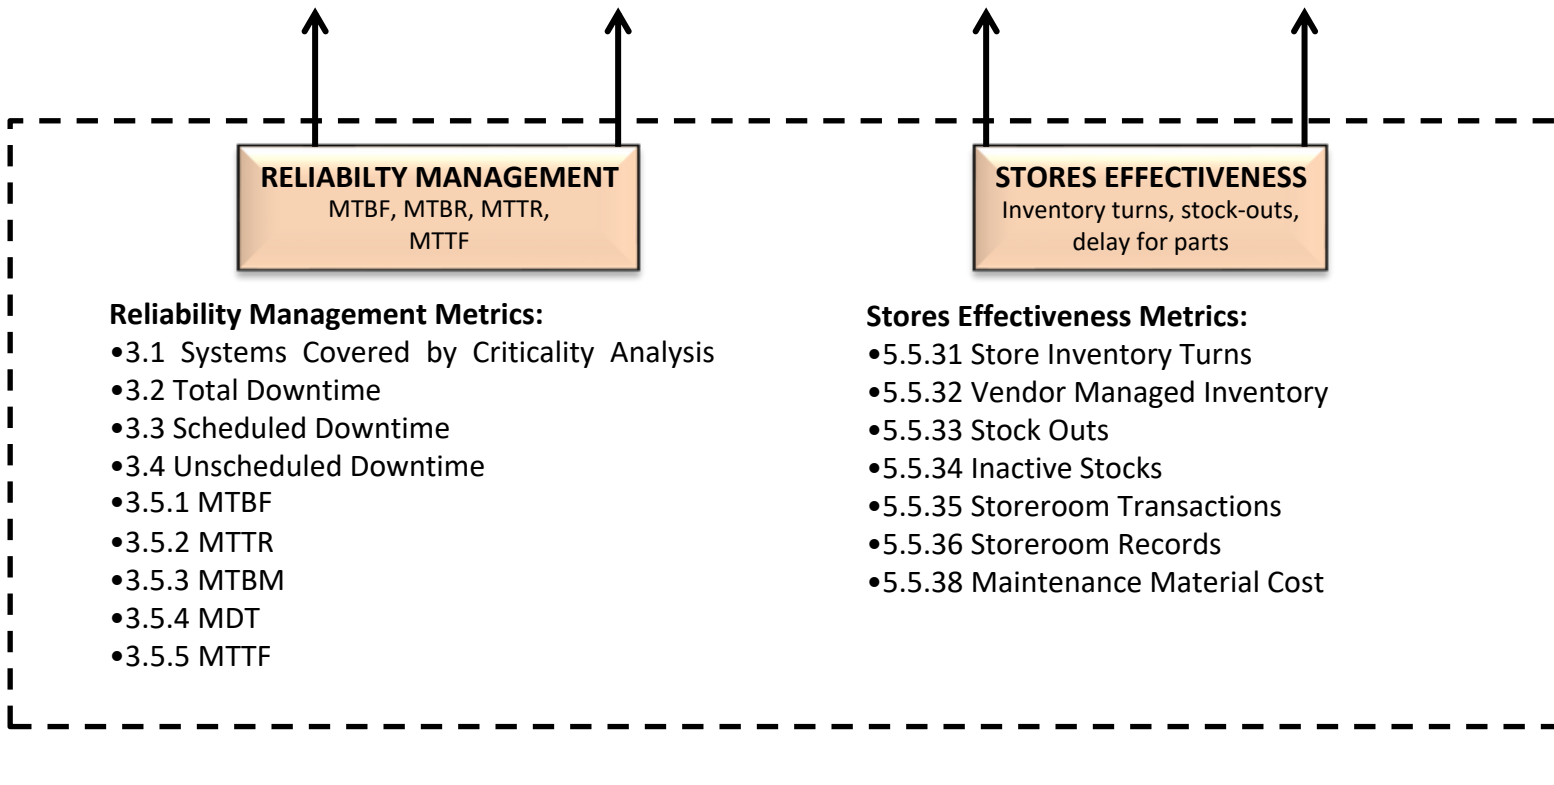 RELIABILTY MANAGEMENT
MTBF, MTBR, MTTR,
MTTF
Reliability Management Metrics:
•3.1 Systems Covered by Criticality Analysis
•3.2 Total Downtime
•3.3 Scheduled Downtime
•3.4 Unscheduled Downtime
•3.5.1 MTBF
•3.5.2 MTTR
•3.5.3 MTBM
•3.5.4 MDT
•3.5.5 MTTF
STORES EFFECTIVENESS
Inventory turns, stock-outs,
delay for parts
Stores Effectiveness Metrics:
•5.5.31 Store Inventory Turns
•5.5.32 Vendor Managed Inventory
•5.5.33 Stock Outs
•5.5.34 Inactive Stocks
•5.5.35 Storeroom Transactions
•5.5.36 Storeroom Records
•5.5.38 Maintenance Material Cost